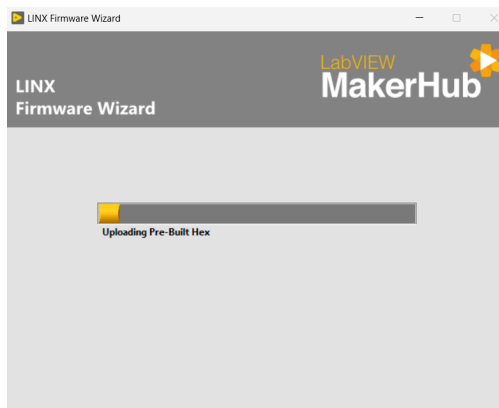 LINX Firmware Wizard
LabVIEW
MakerHub
LINX
Firmware Wizard
Uploading Pre-Built Hex